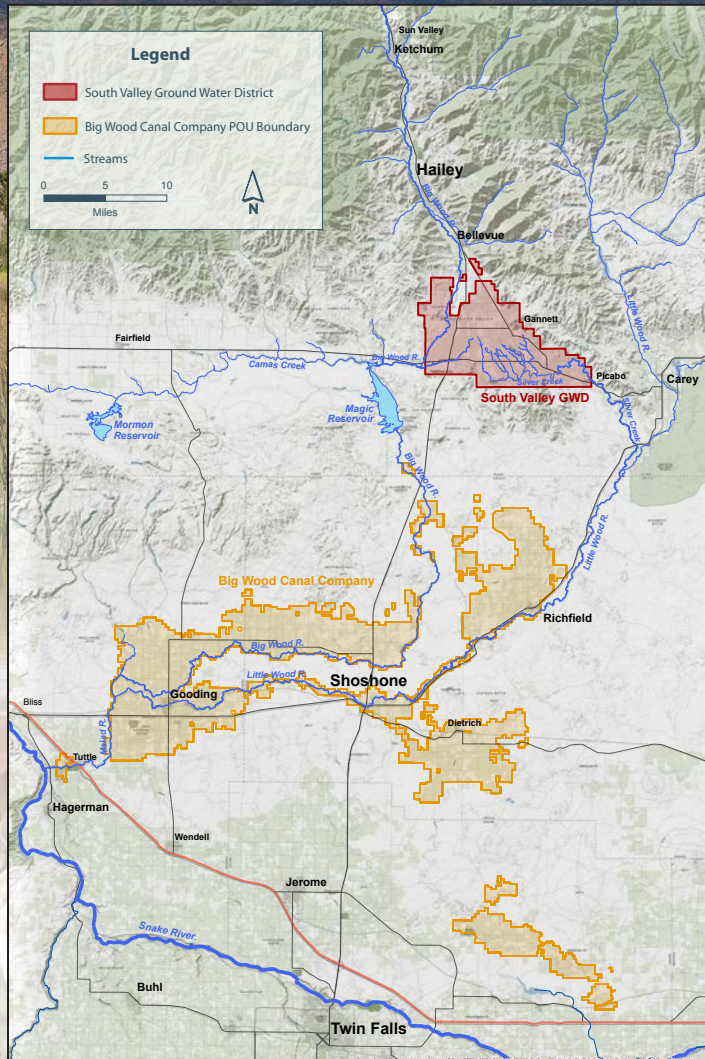 Legend
South Valley Ground Water District
Big Wood Canal Company POU Boundary
Streams
0 5 10
Miles
N
Sun Valley
Ketchum
Hailey
Big Wood R.
Bellevue
Little Wood R.
Gannett
Fairfield
Camas Creek
Big Wood R.
Silver Creek
Picabo
Carey
South Valley GWD
Silver Creek
Magic
Reservoir
Mormon
Reservoir
Big Wood R.
Little Wood R.
Big Wood Canal Company
Richfield
Big Wood R.
Little Wood R.
Shoshone
Gooding
Bliss
Dietrich
Malad R.
Tuttle
Hagerman
Wendell
Jerome
Snake River
Buhl
Twin Falls